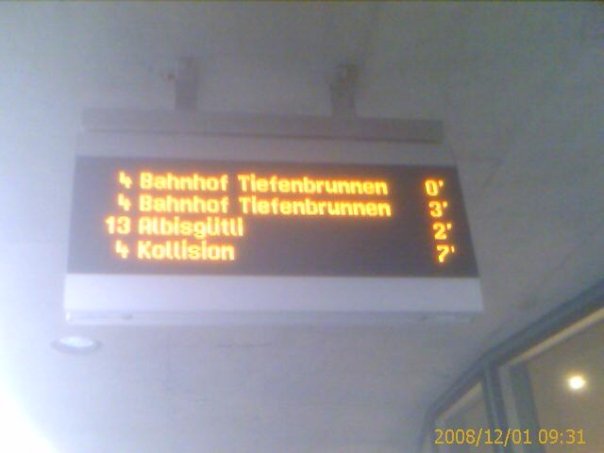 4 Bahnhof Tiefenbrunnen 0'
4 Bahnhof Tiefenbrunnen 3'
13 Albisgütli 2'
4 Kollision 7'
2008/12/01 09:31